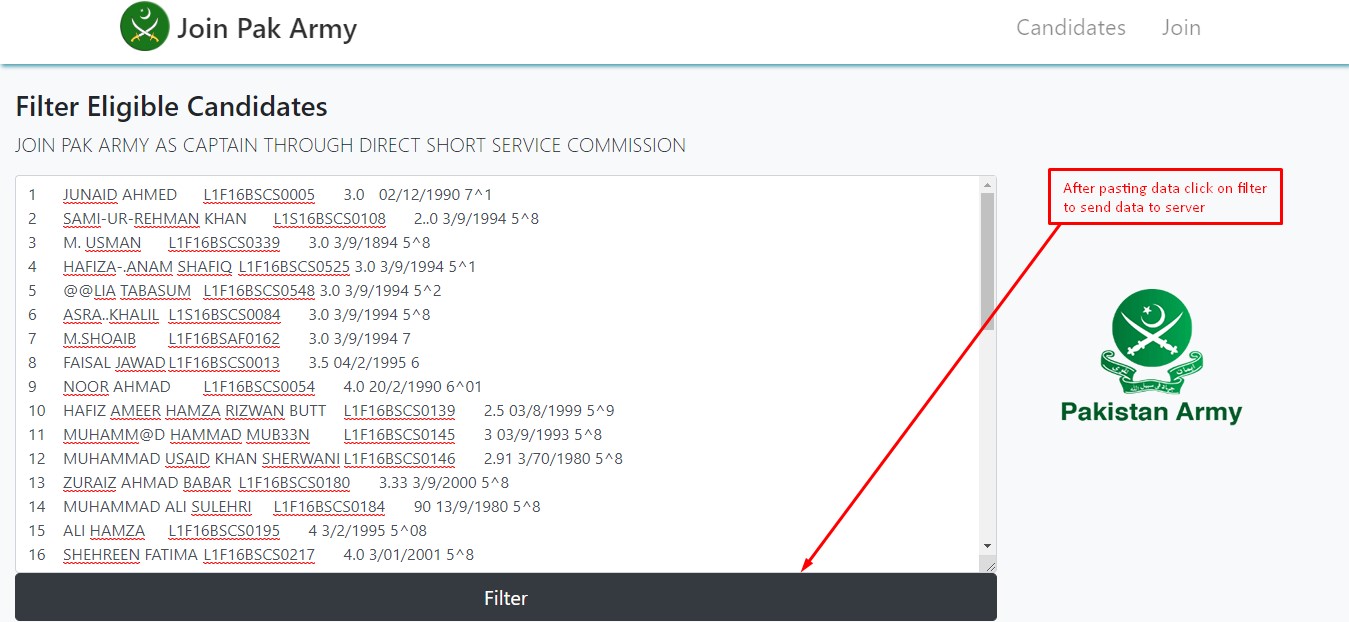 Join Pak Army
Candidates Join
Filter Eligible Candidates
JOIN PAK ARMY AS CAPTAIN THROUGH DIRECT SHORT SERVICE COMMISSION
1 JUNAID AHMED L1F16BSCS0005 3.0 02/12/1990 7^1
2 SAMI-UR-REHMAN KHAN L1S16BSCS0108 2..0 3/9/1994 5^8
3 M. USMAN L1F16BSCS0339 3.0 3/9/1894 5^8
4 HAFIZA-.ANAM SHAFIQ L1F16BSCS0525 3.0 3/9/1994 5^1
5 @@LIA TABASUM L1F16BSCS0548 3.0 3/9/1994 5^2
6 ASRA..KHALIL L1S16BSCS0084 3.0 3/9/1994 5^8
7 M.SHOAIB L1F16BSAF0162 3.0 3/9/1994 7
8 FAISAL JAWAD L1F16BSCS0013 3.5 04/2/1995 6
9 NOOR AHMAD L1F16BSCS0054 4.0 20/2/1990 6^01
10 HAFIZ AMEER HAMZA RIZWAN BUTT L1F16BSCS0139 2.5 03/8/1999 5^9
11 MUHAMM@D HAMMAD MUB33N L1F16BSCS0145 3 03/9/1993 5^8
12 MUHAMMAD USAID KHAN SHERWANI L1F16BSCS0146 2.91 3/70/1980 5^8
13 ZURAIZ AHMAD BABAR L1F16BSCS0180 3.33 3/9/2000 5^8
14 MUHAMMAD ALI SULEHRI L1F16BSCS0184 90 13/9/1980 5^8
15 ALI HAMZA L1F16BSCS0195 4 3/2/1995 5^08
16 SHEHREEN FATIMA L1F16BSCS0217 4.0 3/01/2001 5^8
Filter
After pasting data click on filter
to send data to server
Pakistan Army